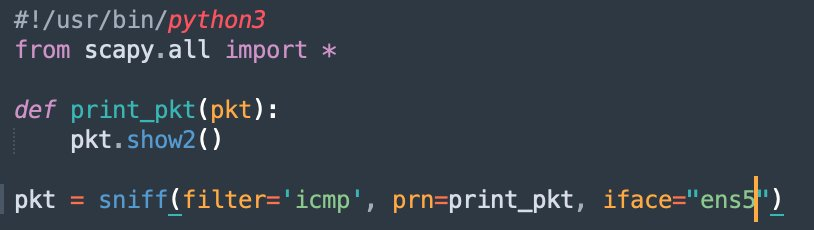 #!/usr/bin/python3
from scapy.all import *
def print_pkt(pkt):
pkt.show2()
pkt = sniff(filter='icmp', prn=print_pkt, iface="ens5")